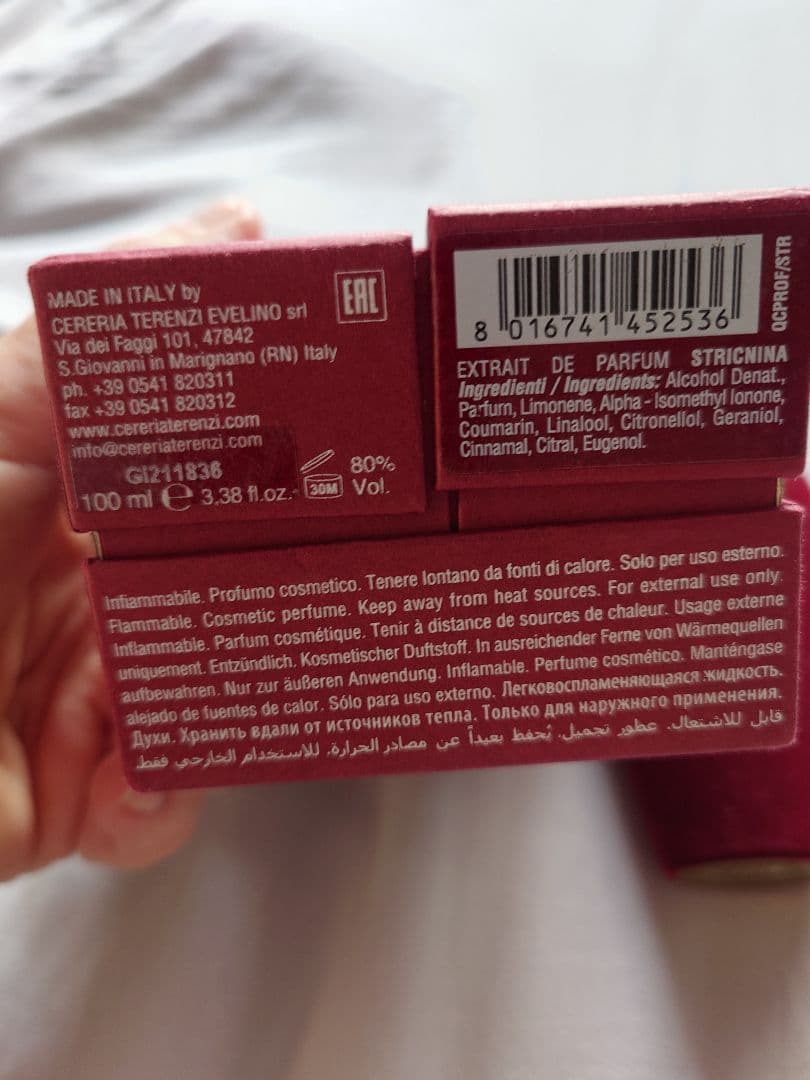 MADE IN ITALY by
CERERIA TERENZI EVELINO srl
Via dei Faggi 101, 47842
S.Giovanni in Marignano (RN) Italy
ph. +39 0541 820311
fax +39 0541 820312
www.cereriaterenzi.com
info@cereriaterenzi.com
EAC
GI211836
100 ml e 3,38 fl.oz.
30M
80%
Vol.
8 016741 452536
QCPROF/STR
EXTRAIT DE PARFUM STRICNINA
Ingredienti / Ingredients: Alcohol Denat.,
Parfum, Limonene, Alpha-Isomethyl Ionone,
Coumarin, Linalool, Citronellol, Geraniol,
Cinnamal, Citral, Eugenol.
Infiammabile. Profumo cosmetico. Tenere lontano da fonti di calore. Solo per uso esterno.
Flammable. Cosmetic perfume. Keep away from heat sources. For external use only.
Inflammable. Parfum cosmétique. Tenir à distance de sources de chaleur. Usage externe
uniquement. Entzündlich. Kosmetischer Duftstoff. In ausreichender Ferne von Wärmequellen
aufbewahren. Nur zur äußeren Anwendung. Inflamable. Perfume cosmético. Manténgase
alejado de fuentes de calor. Sólo para uso externo. Легковоспламеняющаяся жидкость.
Духи. Хранить вдали от источников тепла. Только для наружного применения.
قابل للاشتعال. عطور تجميل. يُحفظ بعيداً عن مصادر الحرارة. للاستخدام الخارجي فقط